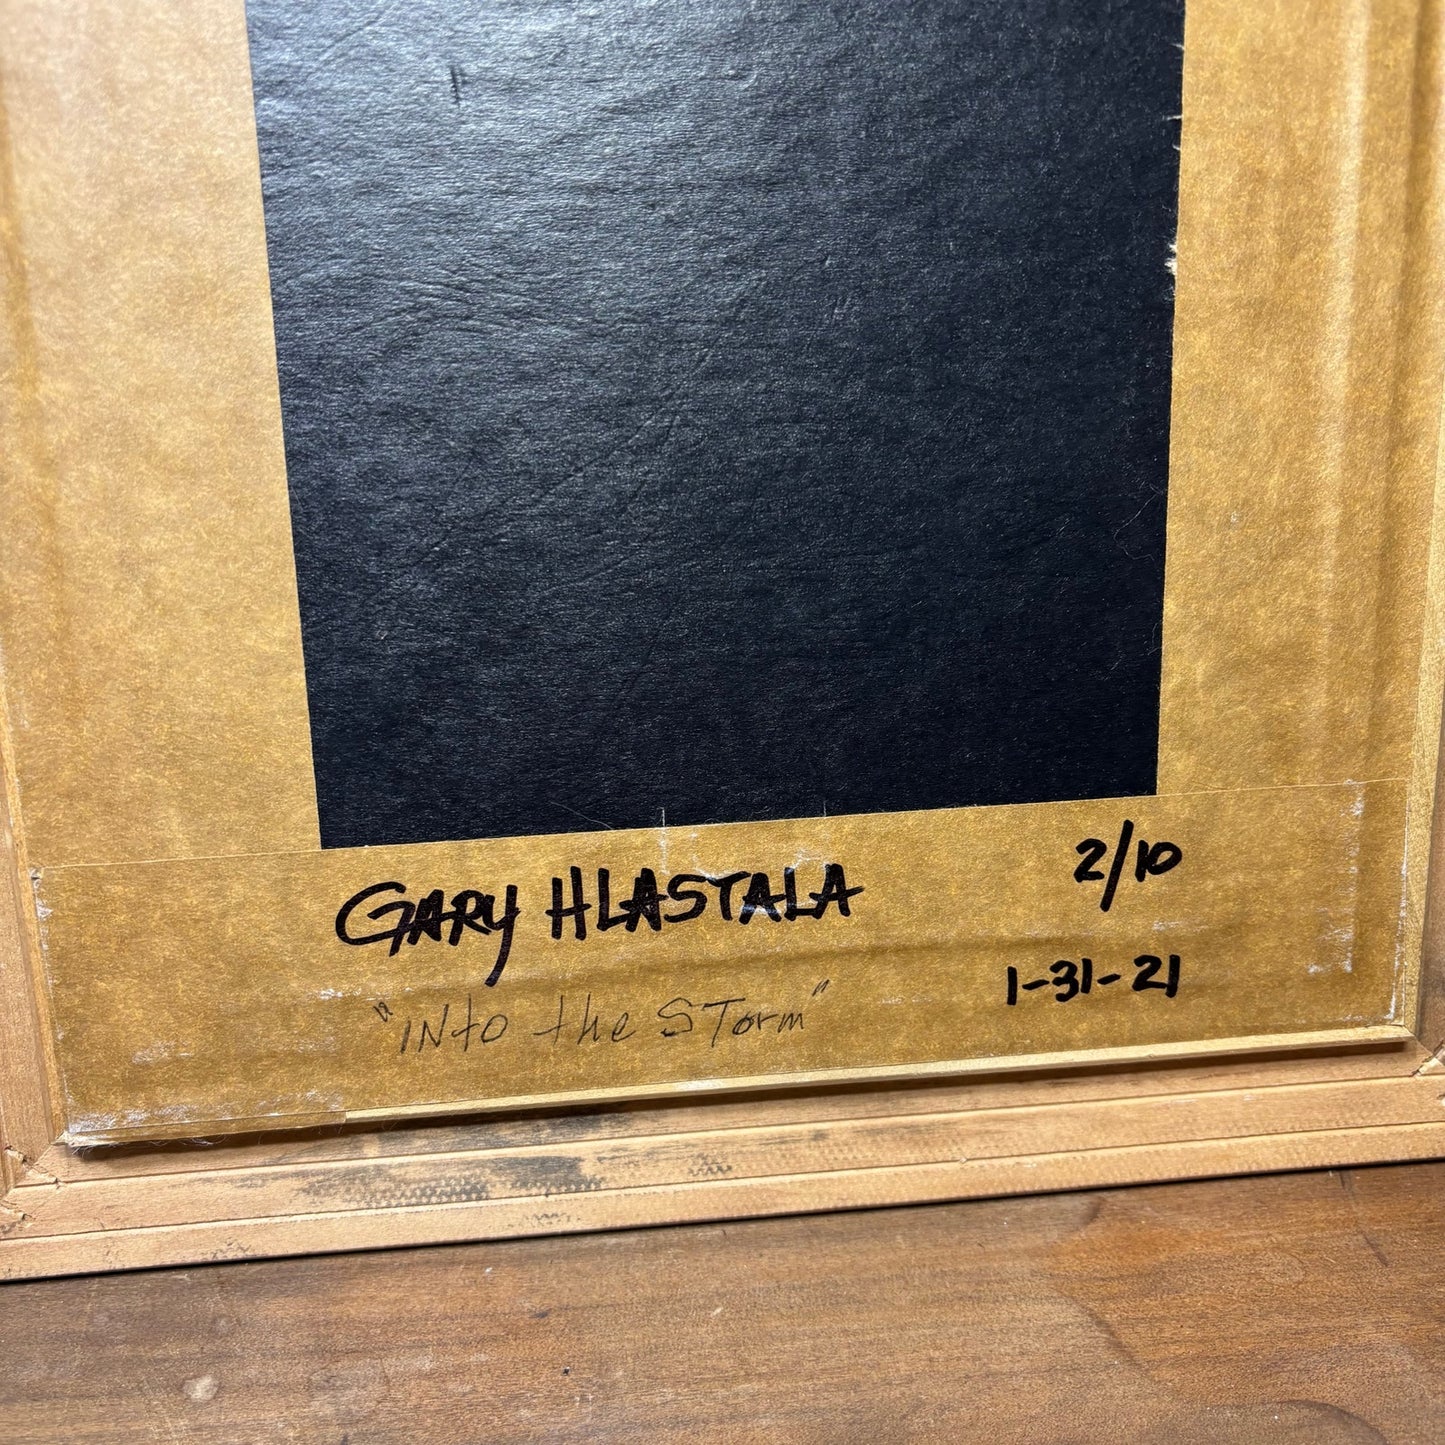 GARY HLASTALA 2/10
"INto the STorm" 1-31-21